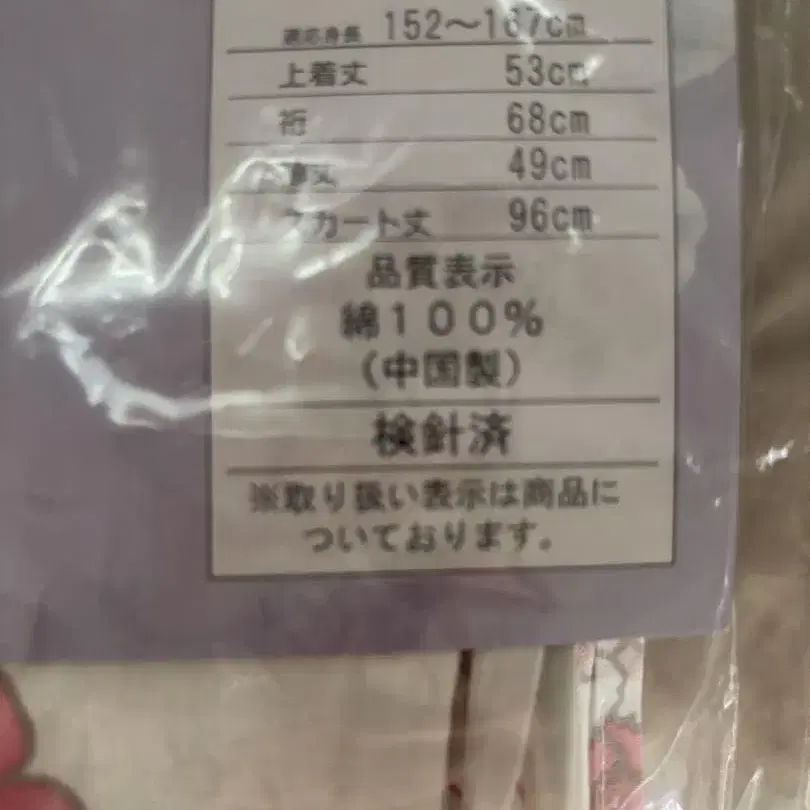 適応身長 152～167cm
上着丈 53cm
裄 68cm
袖丈 49cm
スカート丈 96cm
品質表示
綿１００％
（中国製）
検針済
※取り扱い表示は商品に
ついております。